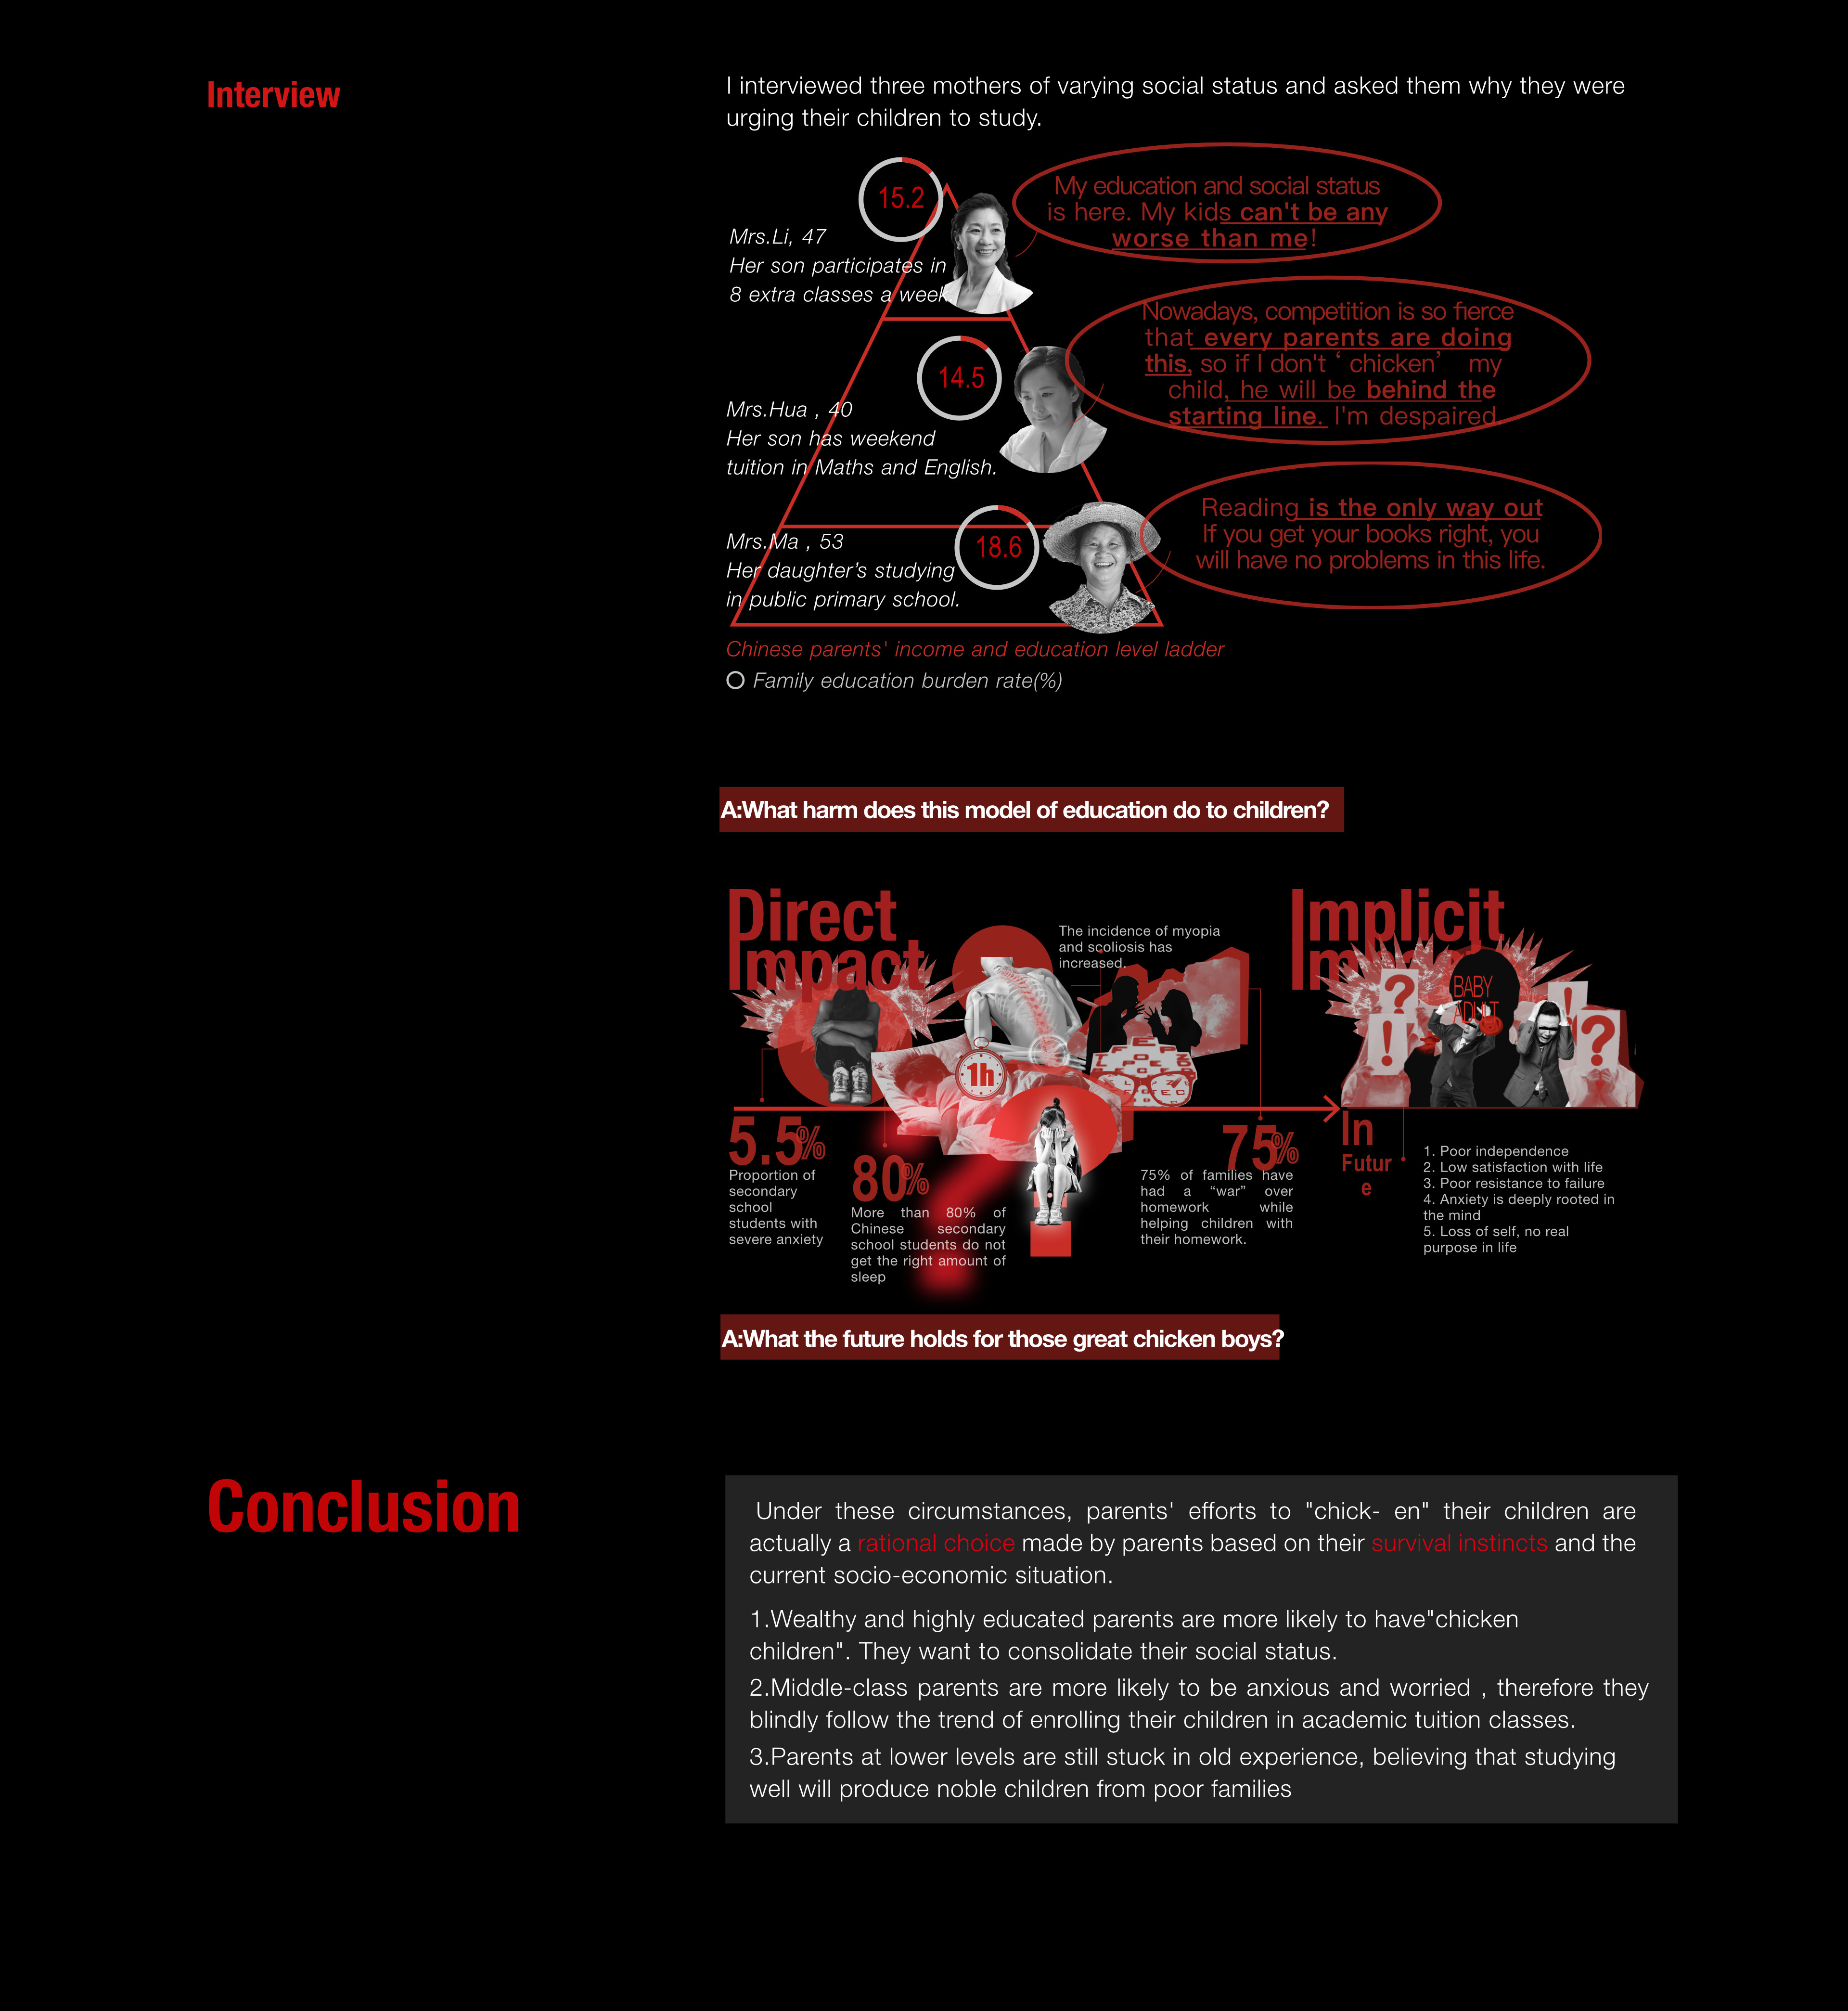 Interview
I interviewed three mothers of varying social status and asked them why they were
urging their children to study.
15.2
Mrs.Li, 47
Her son participates in
8 extra classes a week.
My education and social status
is here. My kids can't be any
worse than me!
14.5
Mrs.Hua , 40
Her son has weekend
tuition in Maths and English.
Nowadays, competition is so fierce
that every parents are doing
this, so if I don't ‘ chicken’ my
child, he will be behind the
starting line. I'm despaired.
18.6
Mrs.Ma , 53
Her daughter’s studying
in public primary school.
Reading is the only way out
If you get your books right, you
will have no problems in this life.
Chinese parents' income and education level ladder
Family education burden rate(%)
A:What harm does this model of education do to children?
Direct
Impact
The incidence of myopia
and scoliosis has
increased.
1h
5.5%
Proportion of
secondary
school
students with
severe anxiety
80%
More than 80% of
Chinese secondary
school students do not
get the right amount of
sleep
75%
75% of families have
had a “war” over
homework while
helping children with
their homework.
Implicit
? BABY !
ADULT
! ?
In
Futur
e
1. Poor independence
2. Low satisfaction with life
3. Poor resistance to failure
4. Anxiety is deeply rooted in
the mind
5. Loss of self, no real
purpose in life
A:What the future holds for those great chicken boys?
Conclusion
Under these circumstances, parents' efforts to "chick- en" their children are
actually a rational choice made by parents based on their survival instincts and the
current socio-economic situation.
1.Wealthy and highly educated parents are more likely to have"chicken
children". They want to consolidate their social status.
2.Middle-class parents are more likely to be anxious and worried , therefore they
blindly follow the trend of enrolling their children in academic tuition classes.
3.Parents at lower levels are still stuck in old experience, believing that studying
well will produce noble children from poor families